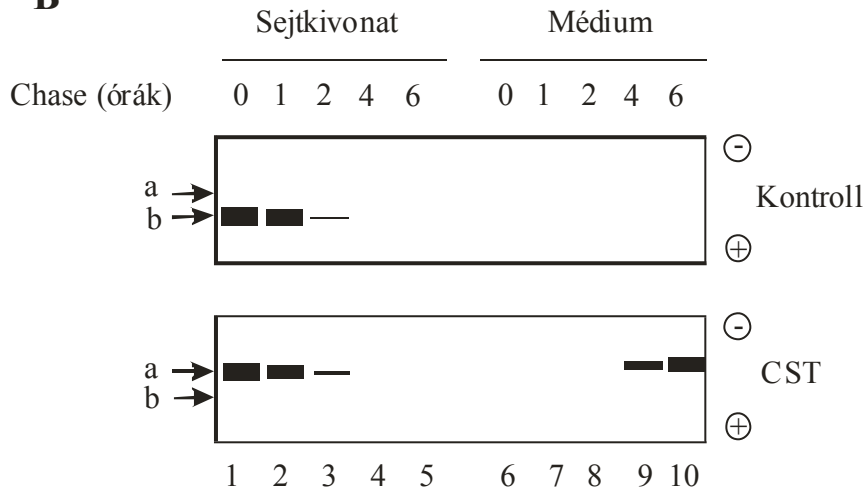 B
Sejtkivonat Médium
Chase (órák) 0 1 2 4 6 0 1 2 4 6
-
a
Kontroll
b
+
-
a
CST
b
+
1 2 3 4 5 6 7 8 9 10